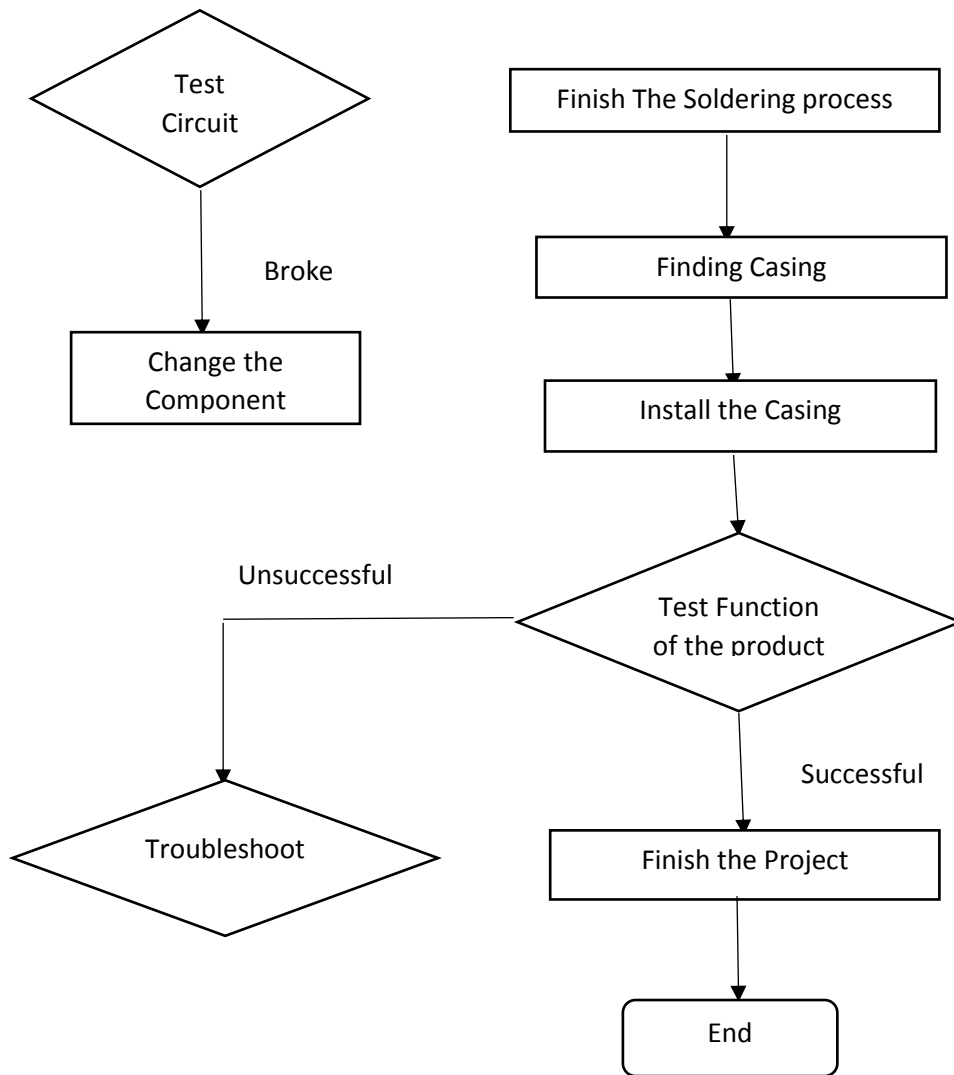 Test
Circuit
Broke
Change the
Component
Finish The Soldering process
Finding Casing
Install the Casing
Test Function
of the product
Unsuccessful
Troubleshoot
Successful
Finish the Project
End